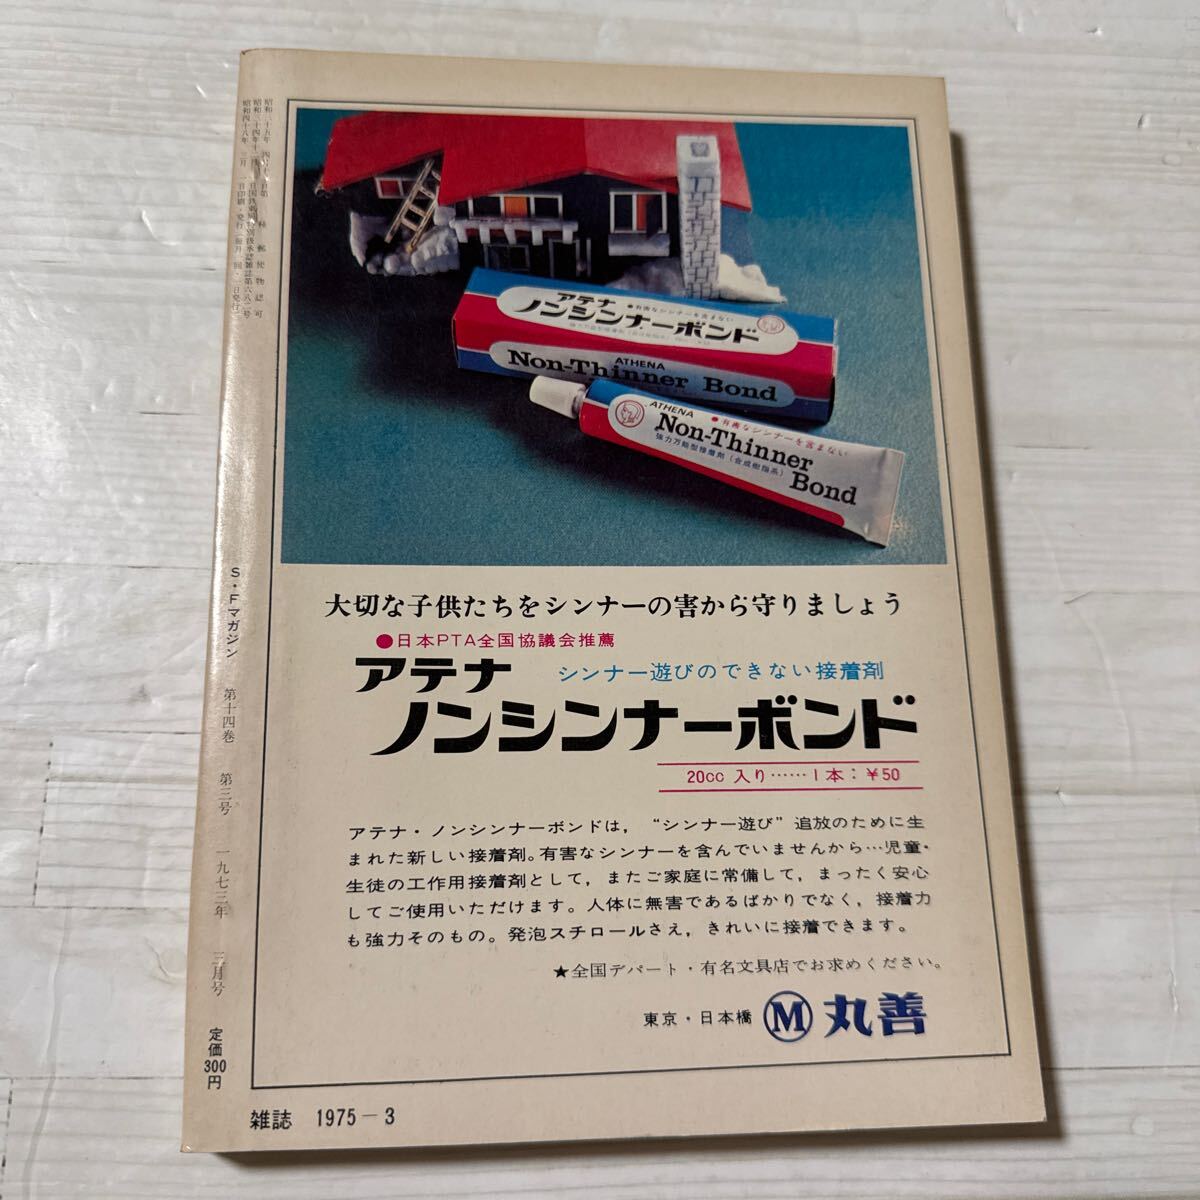 アテナ
ノンシンナーボンド
●有害なシンナーを含まない
ATHENA
Non-Thinner Bond
ATHENA
●有害なシンナーを含まない
Non-Thinner
強力万能型接着剤(合成樹脂系)
Bond
大切な子供たちをシンナーの害から守りましょう
●日本PTA全国協議会推薦
アテナ シンナー遊びのできない接着剤
ノンシンナーボンド
20cc 入り……1本:¥50
アテナ・ノンシンナーボンドは,“シンナー遊び”追放のために生
まれた新しい接着剤。有害なシンナーを含んでいませんから…児童・
生徒の工作用接着剤として,またご家庭に常備して,まったく安心
してご使用いただけます。人体に無害であるばかりでなく,接着力
も強力そのもの。発泡スチロールさえ,きれいに接着できます。
★全国デパート・有名文具店でお求めください。
東京・日本橋 M 丸善
雑誌 1975-3
S・Fマガジン 第十四巻 第三号 一九七三年 三月号 定価300円